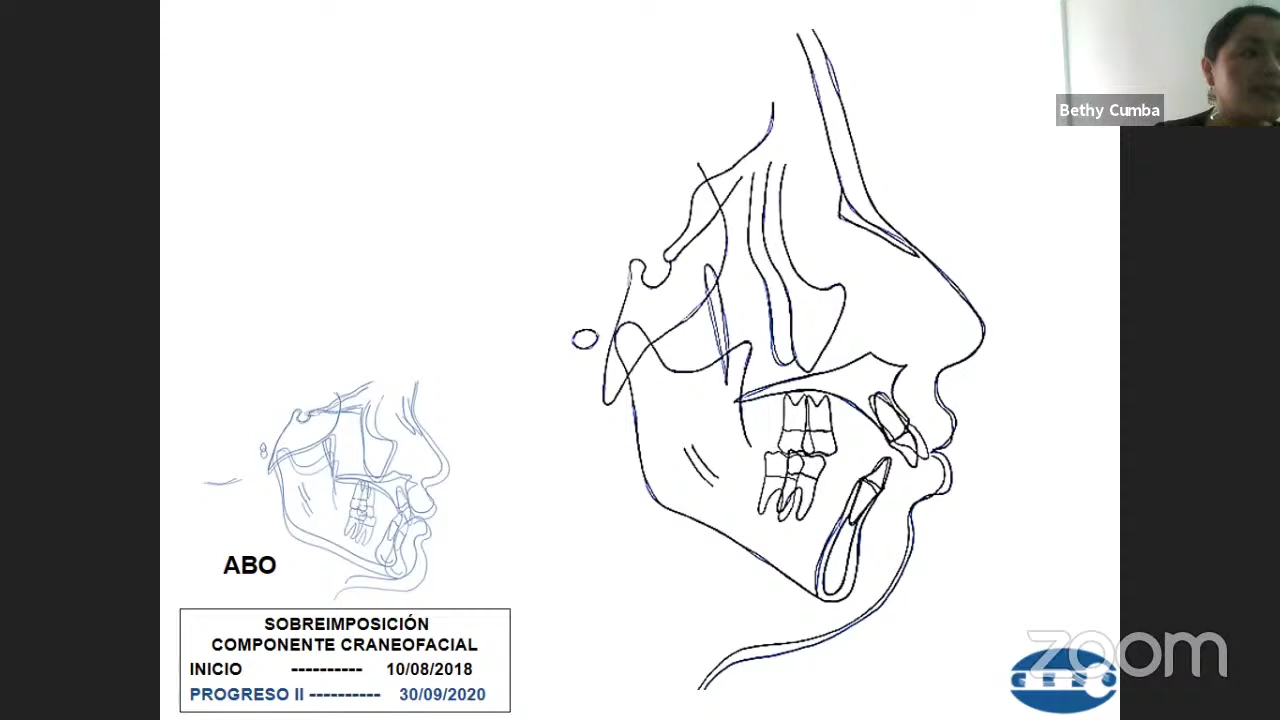 Bethy Cumba
ABO
SOBREIMPOSICIÓN
COMPONENTE CRANEOFACIAL
INICIO ---------- 10/08/2018
PROGRESO II ---------- 30/09/2020
zoom